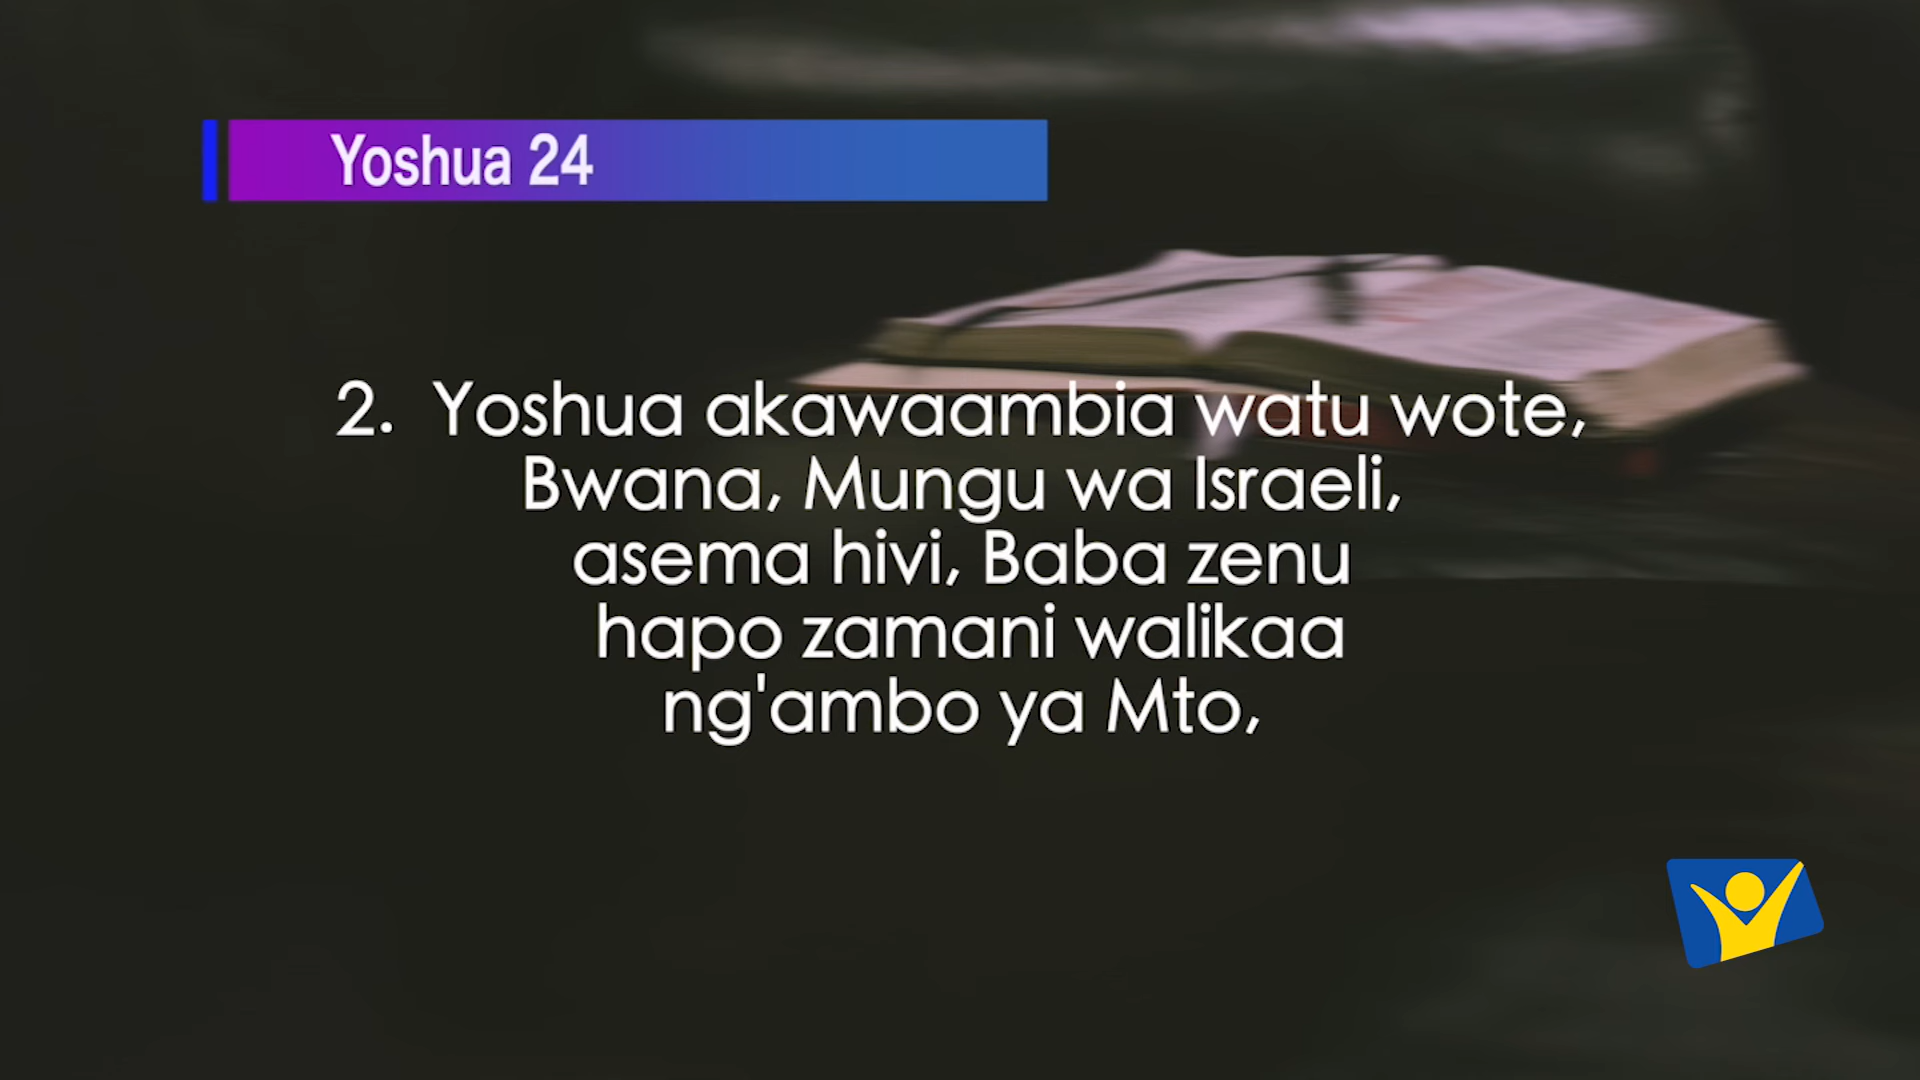 Yoshua 24
2. Yoshua akawaambia watu wote,
Bwana, Mungu wa Israeli,
asema hivi, Baba zenu
hapo zamani walikaa
ng'ambo ya Mto,